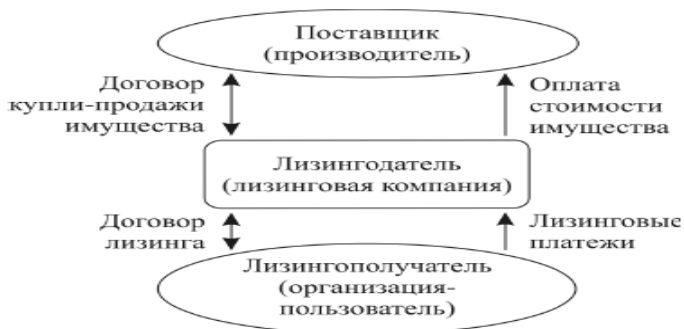 Поставщик
(производитель)
Договор
купли-продажи
имущества
Оплата
стоимости
имущества
Лизингодатель
(лизинговая компания)
Договор
лизинга
Лизинговые
платежи
Лизингополучатель
(организация-
пользователь)